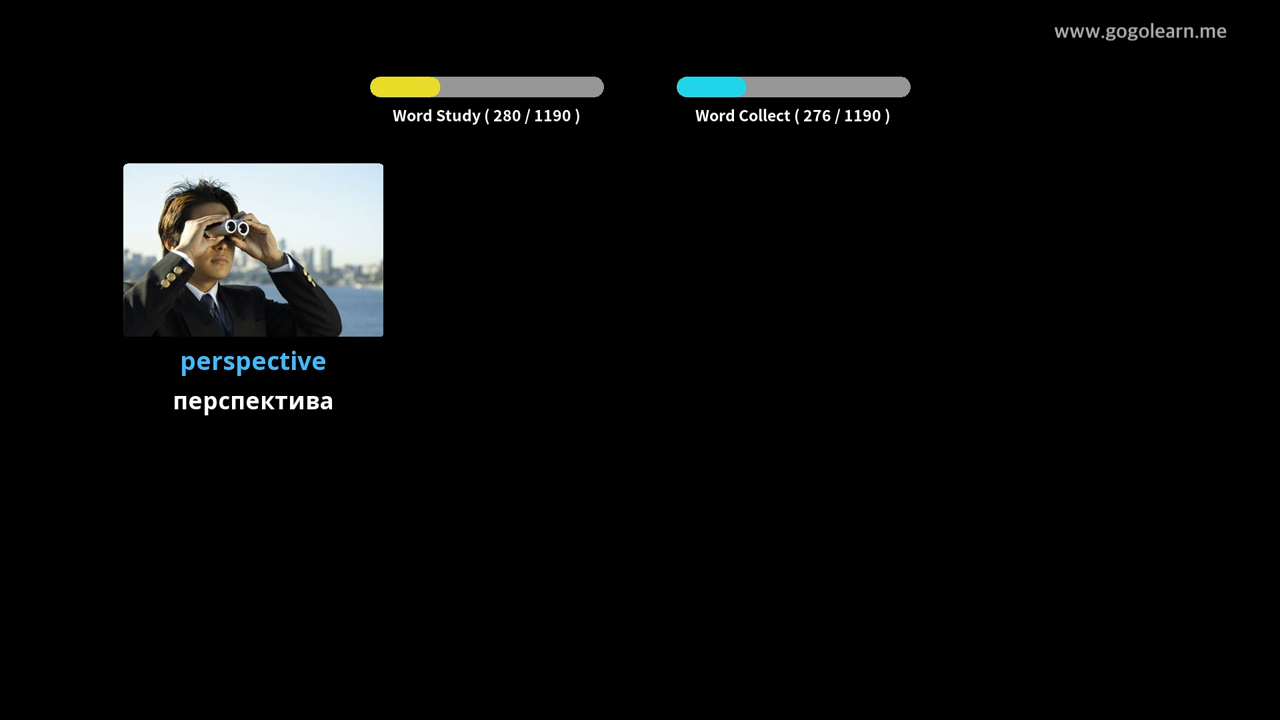 www.gogolearn.me
Word Study ( 280 / 1190 )
Word Collect ( 276 / 1190 )
perspective
перспектива